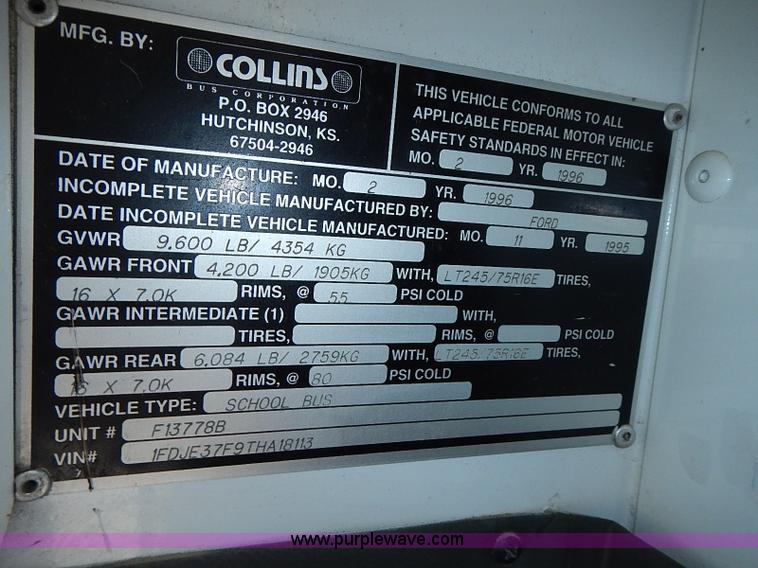 MFG. BY:
COLLINS
BUS CORPORATION
P.O. BOX 2946
HUTCHINSON, KS.
67504-2946
THIS VEHICLE CONFORMS TO ALL
APPLICABLE FEDERAL MOTOR VEHICLE
SAFETY STANDARDS IN EFFECT IN:
MO. 2 YR. 1996
DATE OF MANUFACTURE: MO. 2 YR. 1996
INCOMPLETE VEHICLE MANUFACTURED BY: FORD
DATE INCOMPLETE VEHICLE MANUFACTURED: MO. 11 YR. 1995
GVWR 9,600 LB/ 4354 KG
GAWR FRONT 4,200 LB/ 1905KG WITH, LT245/75R16E TIRES,
16 X 7.0K RIMS, @ 55 PSI COLD
GAWR INTERMEDIATE (1) WITH,
TIRES, RIMS, @ PSI COLD
GAWR REAR 6,084 LB/ 2759KG WITH, LT245/75R16E TIRES,
16 X 7.0K RIMS, @ 80 PSI COLD
VEHICLE TYPE: SCHOOL BUS
UNIT # F13778B
VIN# 1FDJE37F9THA18113
www.purplewave.com